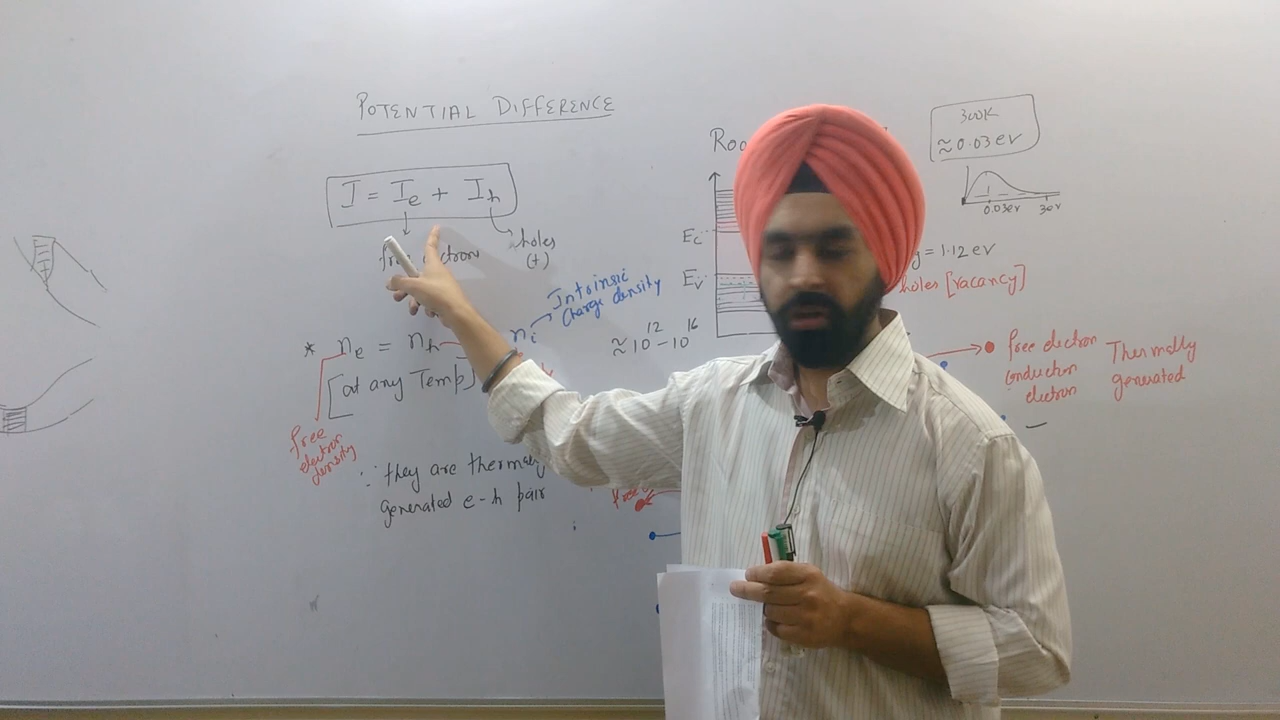 POTENTIAL DIFFERENCE
J = Ie + Ih
electron
holes
(+)
Intrinsic
Charge density
* ne = nh
ni
[at any Temp]
free
electron
density
∵ they are thermally
generated e-h pair
≈ 10^12 - 10^16
Roo
300K
≈ 0.03 eV
0.03eV
3eV
Ec
Ev
g = 1.12 eV
holes [vacancy]
free electron
conduction
electron
Thermally
generated